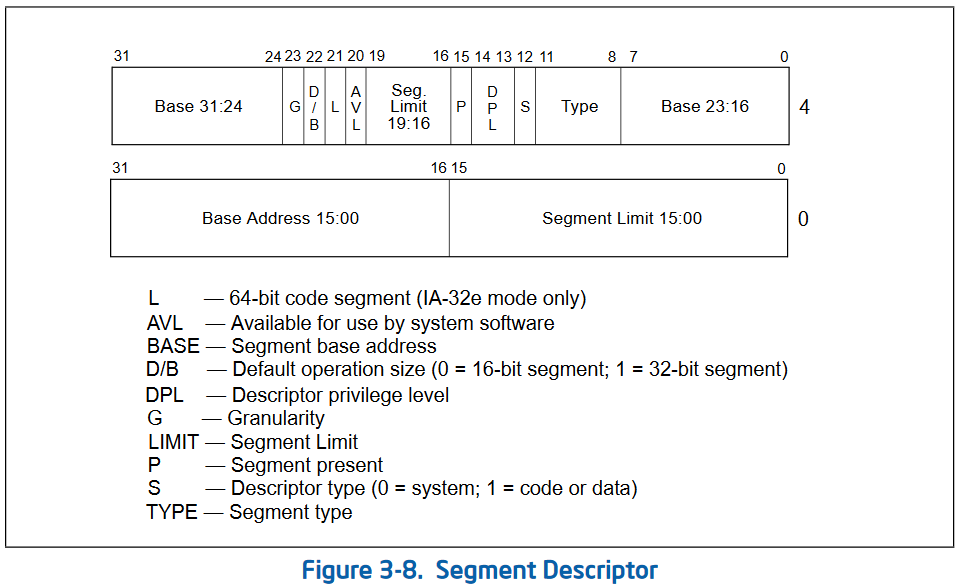 31 24 23 22 21 20 19 16 15 14 13 12 11 8 7 0
Base 31:24 G D/B L AVL Seg. Limit 19:16 P DPL S Type Base 23:16 4
31 16 15 0
Base Address 15:00 Segment Limit 15:00 0
L — 64-bit code segment (IA-32e mode only)
AVL — Available for use by system software
BASE — Segment base address
D/B — Default operation size (0 = 16-bit segment; 1 = 32-bit segment)
DPL — Descriptor privilege level
G — Granularity
LIMIT — Segment Limit
P — Segment present
S — Descriptor type (0 = system; 1 = code or data)
TYPE — Segment type
Figure 3-8. Segment Descriptor